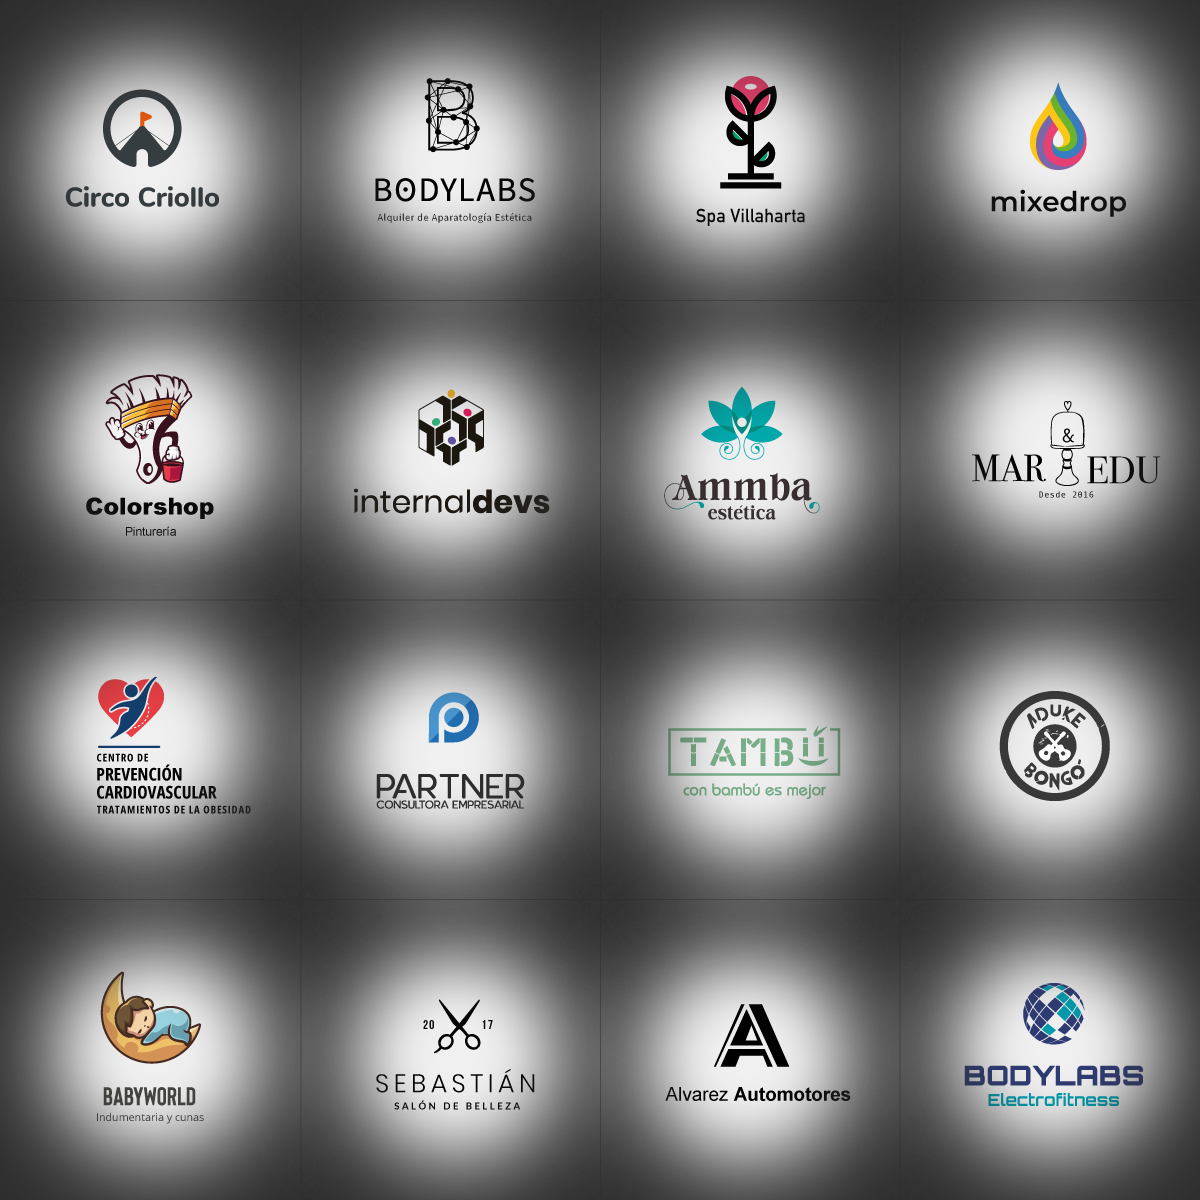 Circo Criollo
BODYLABS
Alquiler de Aparatología Estética
Spa Villaharta
mixedrop
Colorshop
Pinturería
internaldevs
Ammba
estética
MAR & EDU
Desde 2016
CENTRO DE
PREVENCIÓN
CARDIOVASCULAR
TRATAMIENTOS DE LA OBESIDAD
PARTNER
CONSULTORA EMPRESARIAL
TAMBÚ
con bambú es mejor
ADUKE
BONGÓ
BABYWORLD
Indumentaria y cunas
20 17
SEBASTIÁN
SALÓN DE BELLEZA
Alvarez Automotores
BODYLABS
Electrofitness